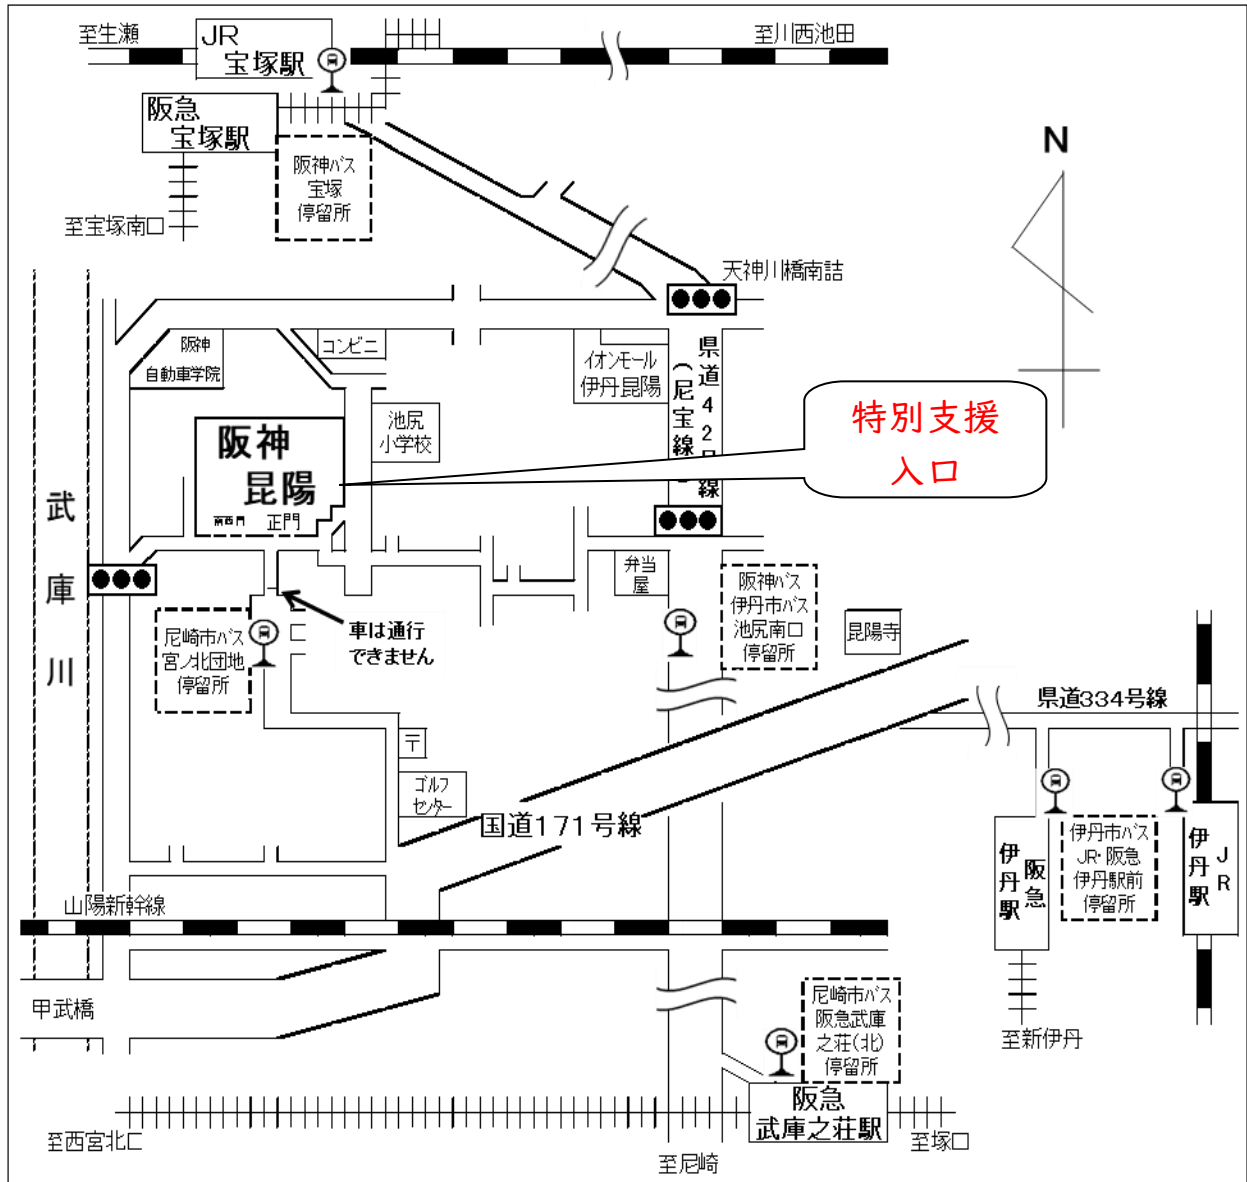 至生瀬
JR
宝塚駅
至川西池田
阪急
宝塚駅
阪神バス
宝塚
停留所
至宝塚南口
N
天神川橋南詰
阪神
自動車学院
コンビニ
イオンモール
伊丹昆陽
県道42号線
(尼宝線)
池尻
小学校
特別支援
入口
阪神
昆陽
南西門
正門
武庫川
弁当
屋
阪神バス
伊丹市バス
池尻南口
停留所
昆陽寺
尼崎市バス
宮ノ北団地
停留所
車は通行
できません
県道334号線
〒
ゴルフ
センター
国道171号線
阪急
伊丹駅
伊丹市バス
JR・阪急
伊丹駅前
停留所
JR
伊丹駅
山陽新幹線
甲武橋
尼崎市バス
阪急武庫
之荘(北)
停留所
至新伊丹
阪急
武庫之荘駅
至西宮北口
至尼崎
至塚口